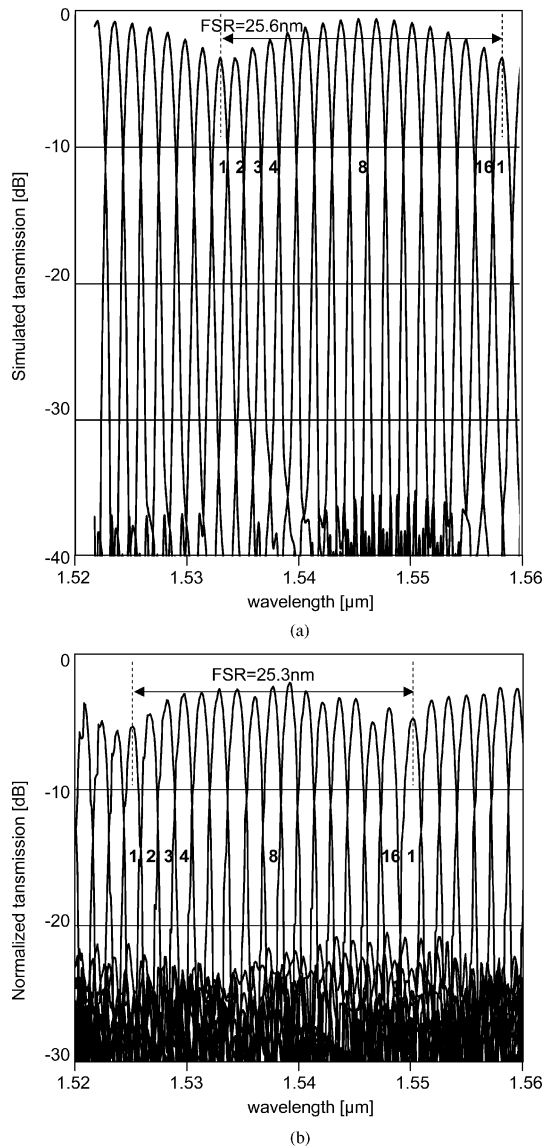 0
FSR=25.6nm
-10
1 2 3 4 8 16 1
-20
-30
-40
Simulated tansmission [dB]
1.52 1.53 1.54 1.55 1.56
wavelength [µm]
(a)
0
FSR=25.3nm
-10
1 2 3 4 8 16 1
-20
-30
Normalized tansmission [dB]
1.52 1.53 1.54 1.55 1.56
wavelength [µm]
(b)